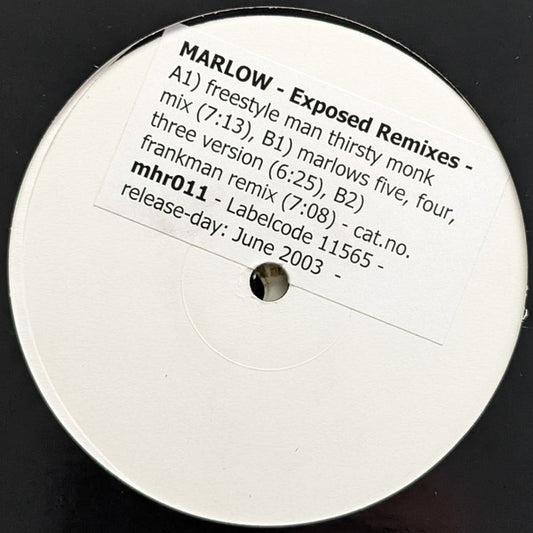 MARLOW - Exposed Remixes -
A1) freestyle man thirsty monk
mix (7:13), B1) marlows five, four,
three version (6:25), B2)
frankman remix (7:08) - cat.no.
mhr011 - Labelcode 11565 -
release-day: June 2003 -